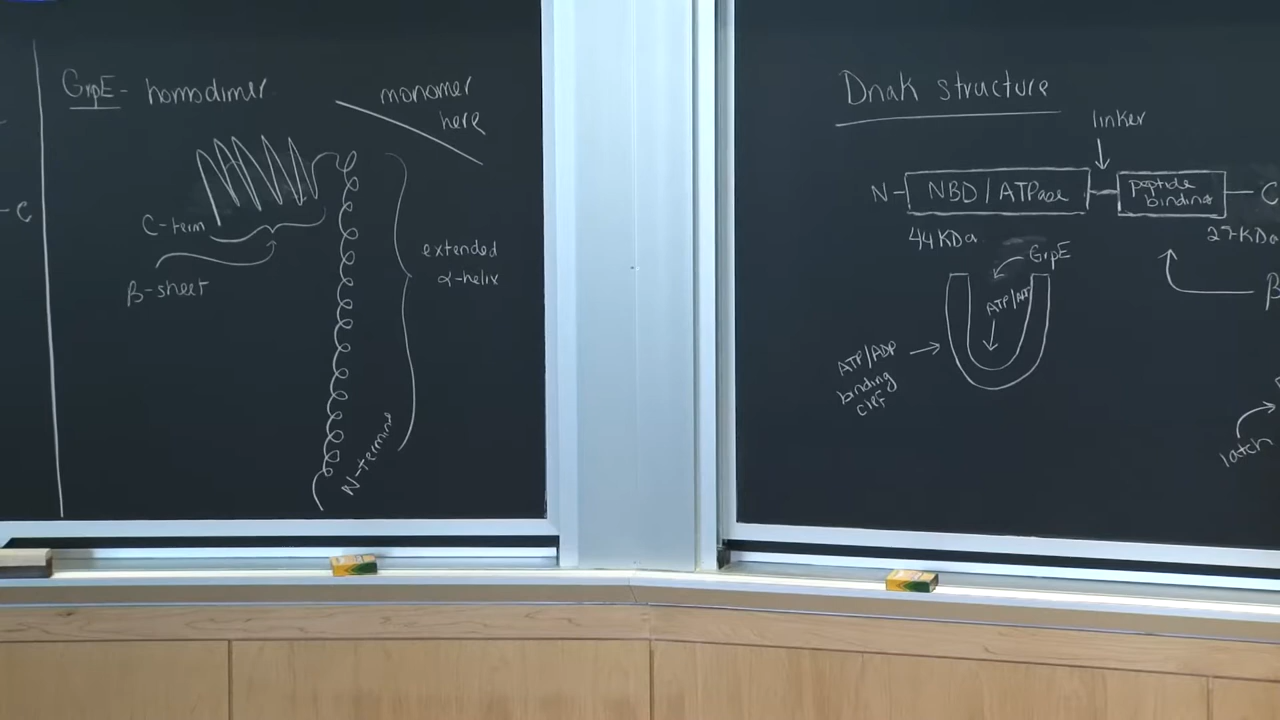 GrpE - homodimer
monomer
here
C-term
β-sheet
extended
α-helix
N-terminus
C
Dnak structure
linker
N
NBD/ATPase
peptide
binding
C
44 KDa
27 KDa
GrpE
ATP/ADP
ATP/ADP
binding
cleft
β
latch